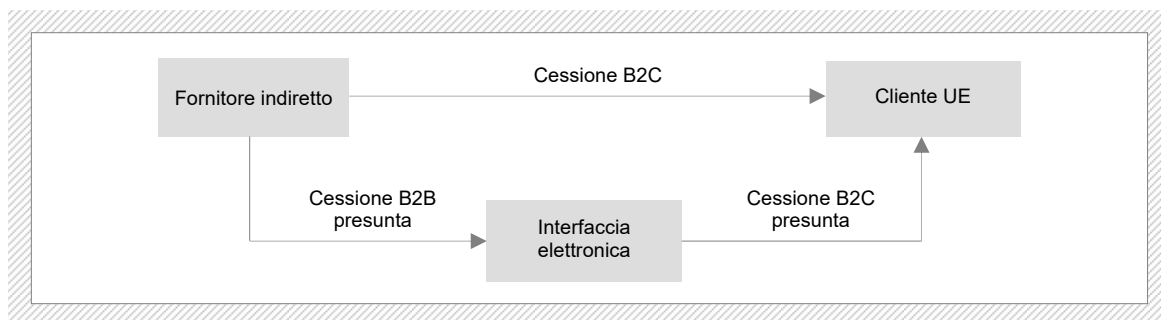 Cessione B2C
Fornitore indiretto
Cliente UE
Cessione B2B
presunta
Cessione B2C
presunta
Interfaccia
elettronica